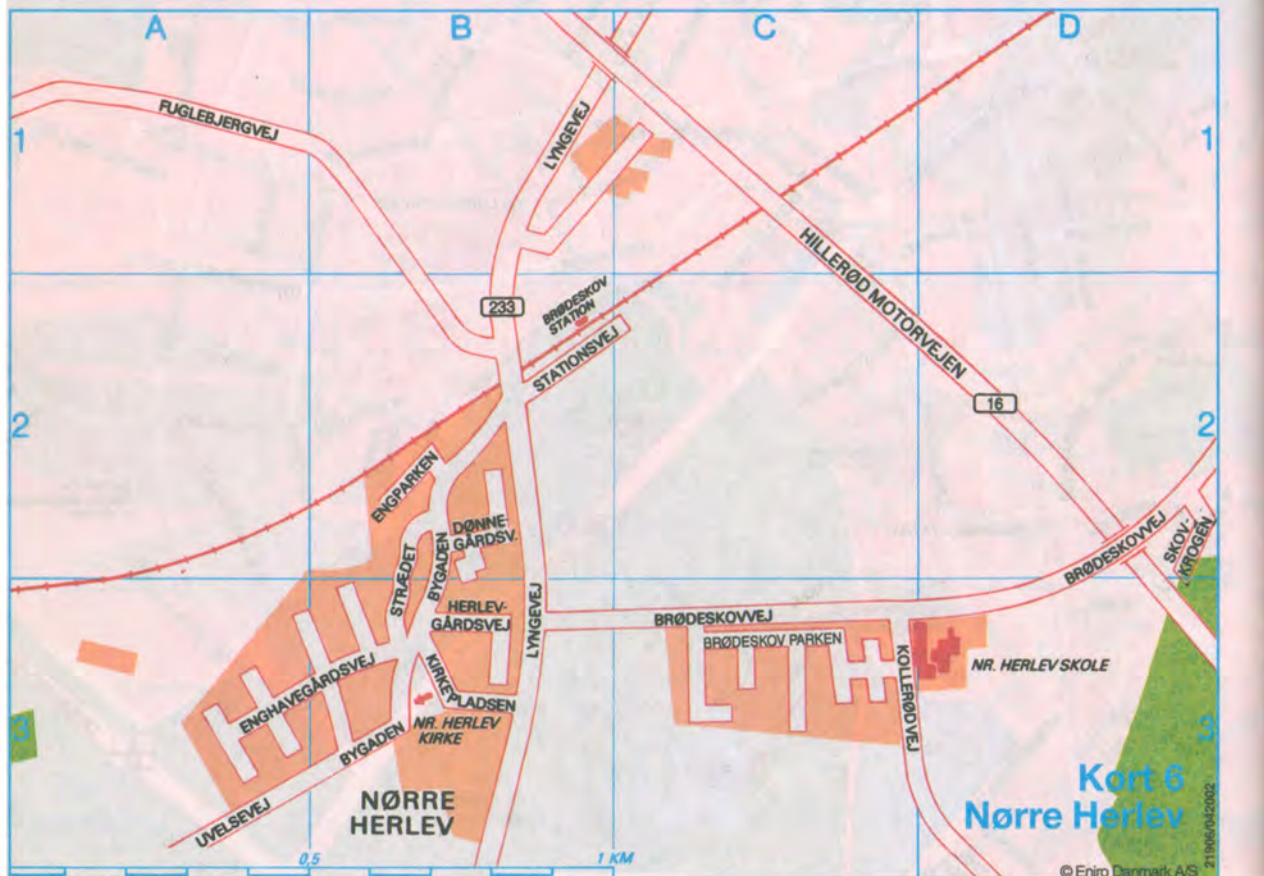 A
B
C
D
1
FUGLEBJERGVEJ
LYNGEVEJ
1
HILLERØD MOTORVEJEN
233
BRØDESKOV
STATION
STATIONSVEJ
16
2
2
ENGPARKEN
DØNNE-
GÅRDSV.
STRÆDET
BYGADEN
BRØDESKOVVEJ
SKOV-
KROGEN
HERLEV-
GÅRDSVEJ
LYNGEVEJ
BRØDESKOVVEJ
BRØDESKOV PARKEN
KOLLERØDVEJ
NR. HERLEV SKOLE
ENGHAVEGÅRDSVEJ
KIRKEPLADSEN
NR. HERLEV
KIRKE
3
3
BYGADEN
UVELSEVEJ
NØRRE
HERLEV
Kort 6
Nørre Herlev
0,5
1 KM
© Eniro Danmark A/S
21906/042002